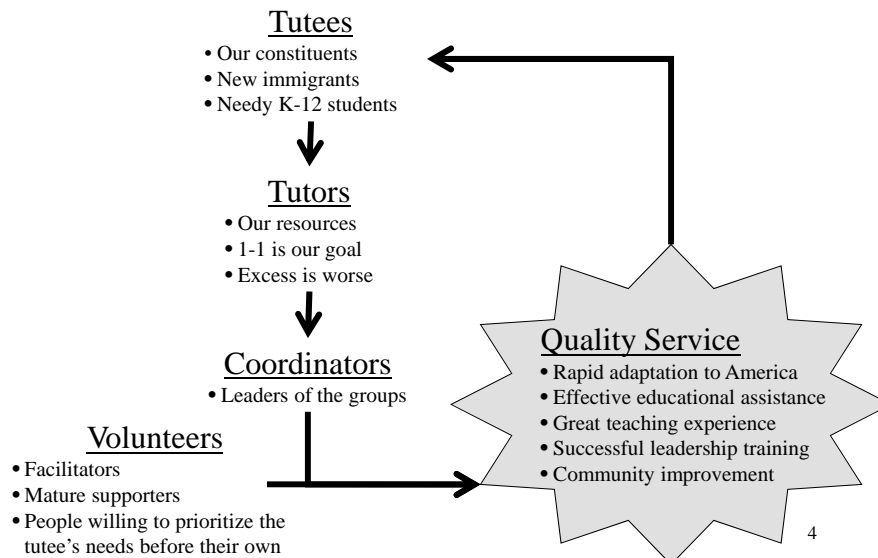 Tutees
• Our constituents
• New immigrants
• Needy K-12 students
Tutors
• Our resources
• 1-1 is our goal
• Excess is worse
Coordinators
• Leaders of the groups
Volunteers
• Facilitators
• Mature supporters
• People willing to prioritize the
tutee's needs before their own
Quality Service
• Rapid adaptation to America
• Effective educational assistance
• Great teaching experience
• Successful leadership training
• Community improvement
4